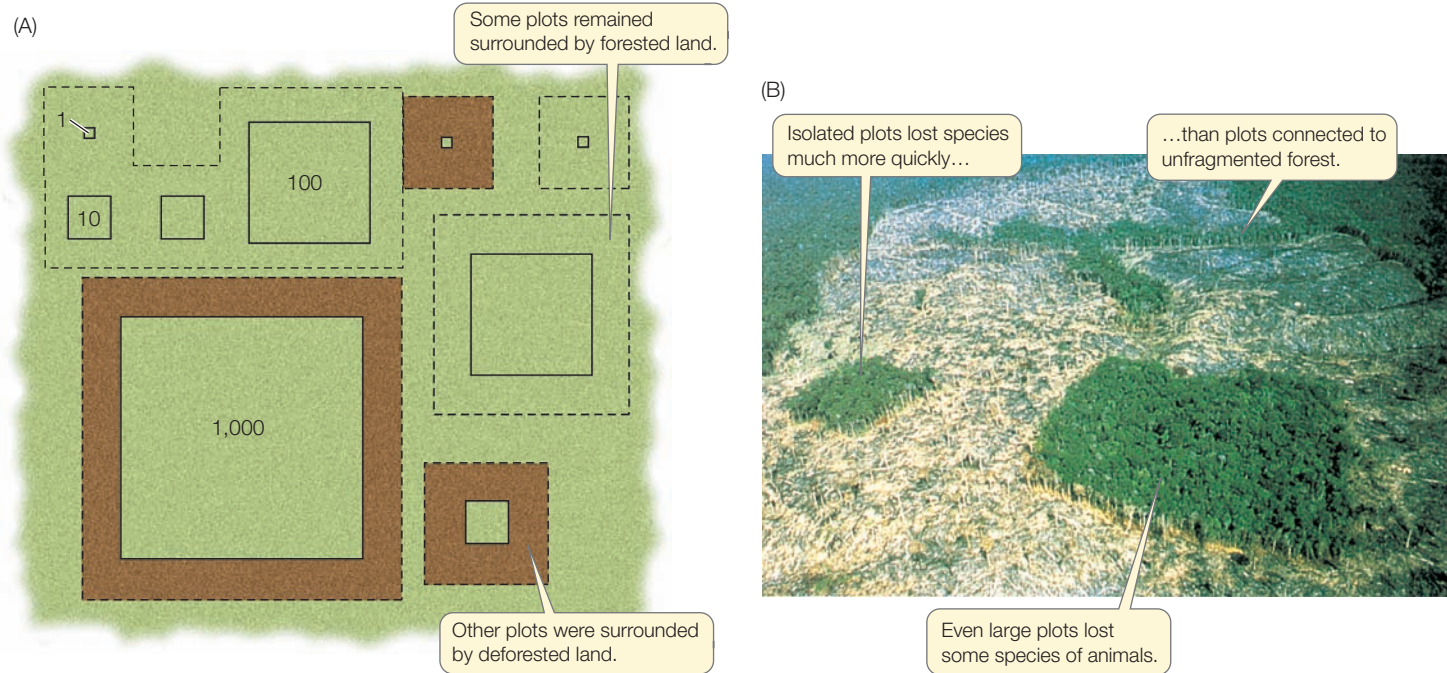 (A)
Some plots remained
surrounded by forested land.
1
100
10
1,000
Other plots were surrounded
by deforested land.
(B)
Isolated plots lost species
much more quickly…
…than plots connected to
unfragmented forest.
Even large plots lost
some species of animals.